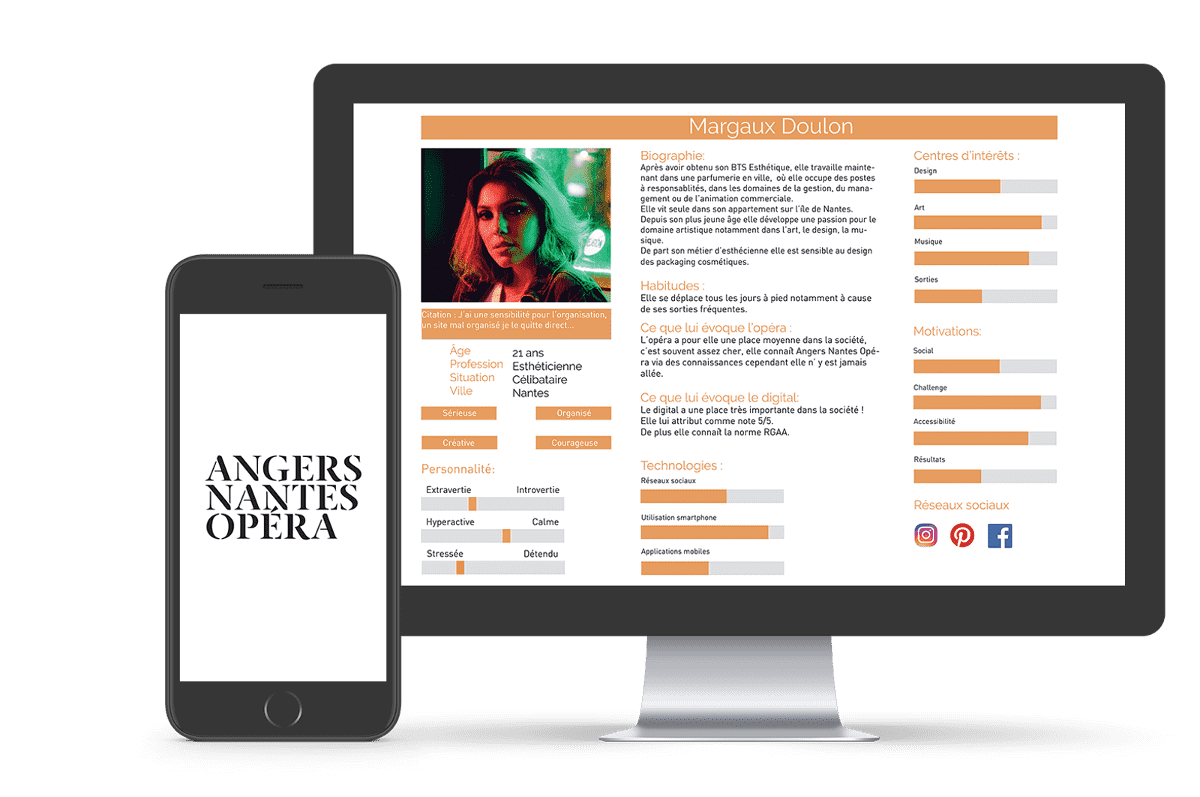 ANGERS
NANTES
OPÉRA
Margaux Doulon
Citation : J'ai une sensibilité pour l'organisation,
un site mal organisé je le quitte direct...
Âge 21 ans
Profession Esthéticienne
Situation Célibataire
Ville Nantes
Sérieuse Organisé
Créative Courageuse
Personnalité:
Extravertie Introvertie
Hyperactive Calme
Stressée Détendu
Biographie:
Après avoir obtenu son BTS Esthétique, elle travaille mainte-
nant dans une parfumerie en ville, où elle occupe des postes
à responsablités, dans les domaines de la gestion, du mana-
gement ou de l'animation commerciale.
Elle vit seule dans son appartement sur l'île de Nantes.
Depuis son plus jeune âge elle développe une passion pour le
domaine artistique notamment dans l'art, le design, la mu-
sique.
De part son métier d'esthécienne elle est sensible au design
des packaging cosmétiques.
Habitudes :
Elle se déplace tous les jours à pied notamment à cause
de ses sorties fréquentes.
Ce que lui évoque l'opéra :
L'opéra a pour elle une place moyenne dans la société,
c'est souvent assez cher, elle connaît Angers Nantes Opé-
ra via des connaissances cependant elle n' y est jamais
allée.
Ce que lui évoque le digital:
Le digital a une place très importante dans la société !
Elle lui attribut comme note 5/5.
De plus elle connaît la norme RGAA.
Technologies :
Réseaux sociaux
Utilisation smartphone
Applications mobiles
Centres d'intérêts :
Design
Art
Musique
Sorties
Motivations:
Social
Challenge
Accessibilité
Résultats
Réseaux sociaux